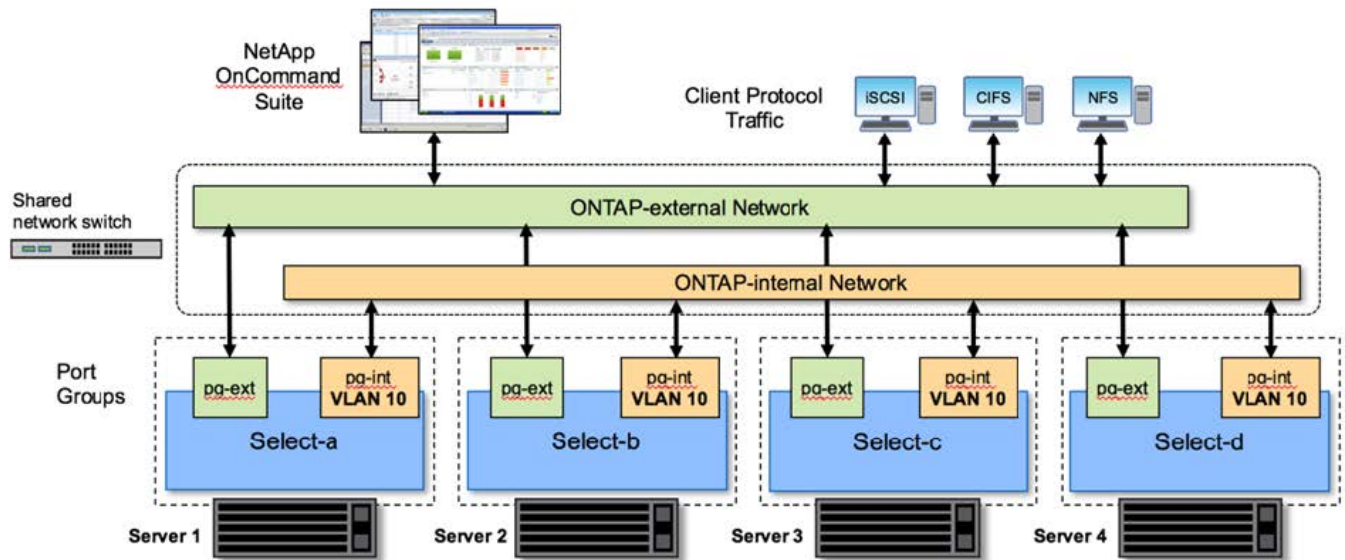 NetApp
OnCommand
Suite
Client Protocol
Traffic
iSCSI
CIFS
NFS
Shared
network switch
ONTAP-external Network
ONTAP-internal Network
Port
Groups
pg-ext
pg-int
VLAN 10
Select-a
pg-ext
pg-int
VLAN 10
Select-b
pg-ext
pg-int
VLAN 10
Select-c
pg-ext
pg-int
VLAN 10
Select-d
Server 1
Server 2
Server 3
Server 4